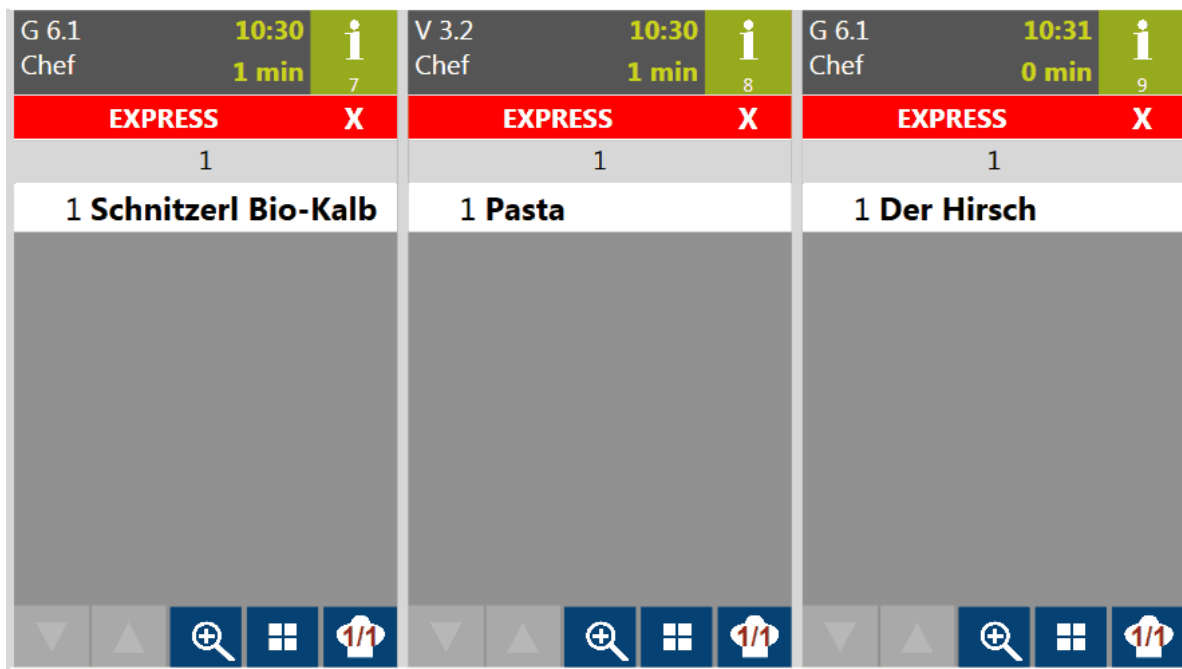 G 6.1 10:30 i
Chef 1 min 7
EXPRESS X
1
1 Schnitzerl Bio-Kalb
1/1
V 3.2 10:30 i
Chef 1 min 8
EXPRESS X
1
1 Pasta
1/1
G 6.1 10:31 i
Chef 0 min 9
EXPRESS X
1
1 Der Hirsch
1/1